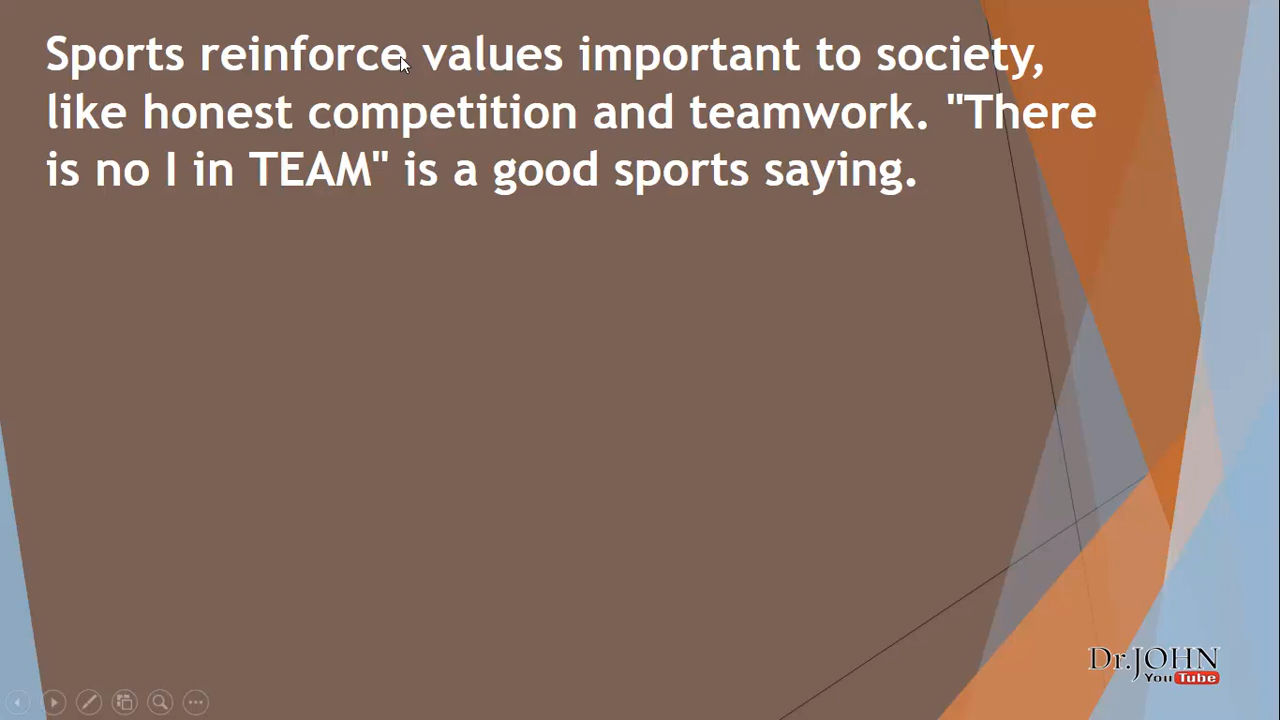 Sports reinforce values important to society,
like honest competition and teamwork. "There
is no I in TEAM" is a good sports saying.
Dr.JOHN
YouTube